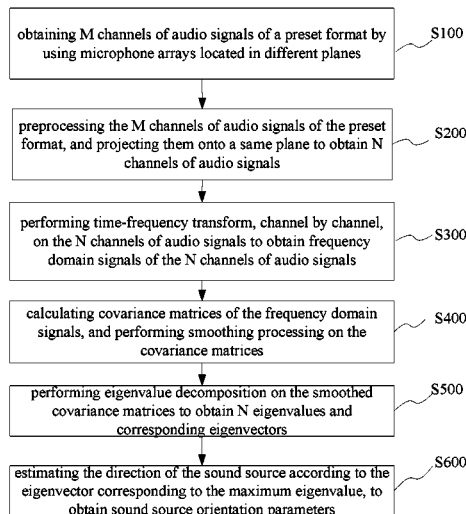 obtaining M channels of audio signals of a preset format by
using microphone arrays located in different planes
S100
preprocessing the M channels of audio signals of the preset
format, and projecting them onto a same plane to obtain N
channels of audio signals
S200
performing time-frequency transform, channel by channel,
on the N channels of audio signals to obtain frequency
domain signals of the N channels of audio signals
S300
calculating covariance matrices of the frequency domain
signals, and performing smoothing processing on the
covariance matrices
S400
performing eigenvalue decomposition on the smoothed
covariance matrices to obtain N eigenvalues and
corresponding eigenvectors
S500
estimating the direction of the sound source according to the
eigenvector corresponding to the maximum eigenvalue, to
obtain sound source orientation parameters
S600